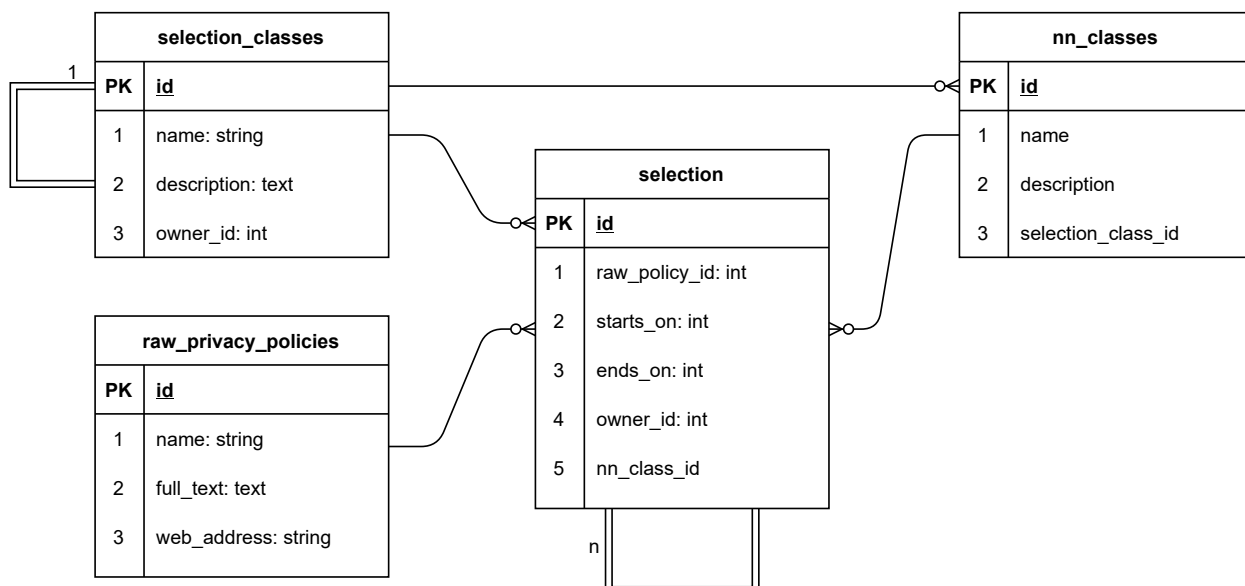 selection_classes
1
PK id
1 name: string
2 description: text
3 owner_id: int
nn_classes
PK id
1 name
2 description
3 selection_class_id
selection
PK id
1 raw_policy_id: int
2 starts_on: int
3 ends_on: int
4 owner_id: int
5 nn_class_id
n
raw_privacy_policies
PK id
1 name: string
2 full_text: text
3 web_address: string